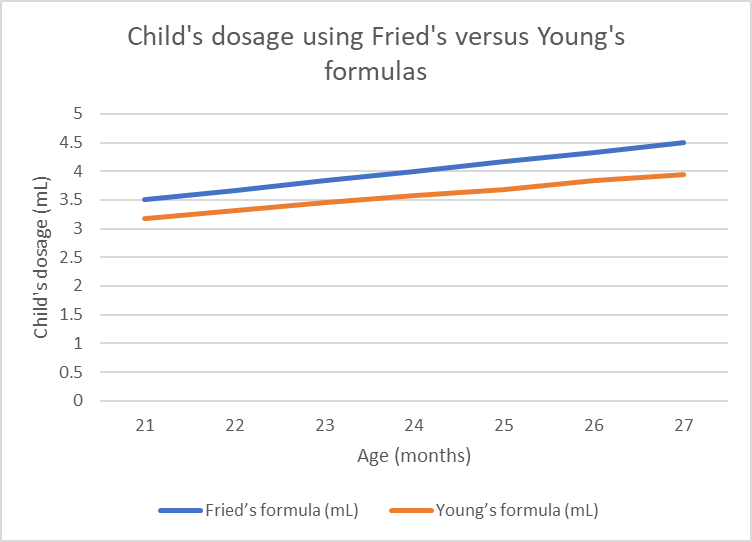 Child's dosage using Fried's versus Young's
formulas
Child's dosage (mL)
5
4.5
4
3.5
3
2.5
2
1.5
1
0.5
0
21 22 23 24 25 26 27
Age (months)
Fried’s formula (mL) Young’s formula (mL)